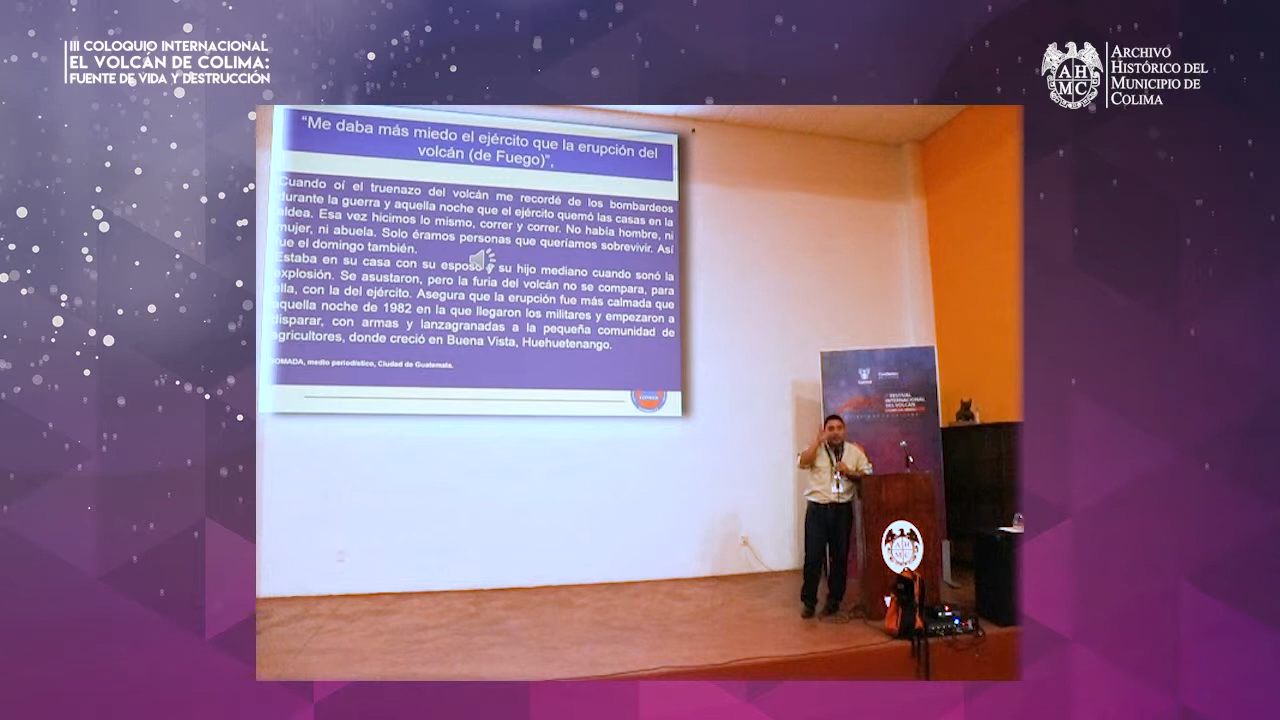 III COLOQUIO INTERNACIONAL
EL VOLCÁN DE COLIMA:
FUENTE DE VIDA Y DESTRUCCIÓN
AHMC
ARCHIVO
HISTÓRICO DEL
MUNICIPIO DE
COLIMA
“Me daba más miedo el ejército que la erupción del
volcán (de Fuego)”,
Cuando oí el truenazo del volcán me recordé de los bombardeos
durante la guerra y aquella noche que el ejército quemó las casas en la
aldea. Esa vez hicimos lo mismo, correr y correr. No había hombre, ni
mujer, ni abuela. Solo éramos personas que queríamos sobrevivir. Así
fue el domingo también.
Estaba en su casa con su esposo y su hijo mediano cuando sonó la
explosión. Se asustaron, pero la furia del volcán no se compara, para
ella, con la del ejército. Asegura que la erupción fue más calmada que
aquella noche de 1982 en la que llegaron los militares y empezaron a
disparar, con armas y lanzagranadas a la pequeña comunidad de
agricultores, donde creció en Buena Vista, Huehuetenango.
NOMADA, medio periodístico, Ciudad de Guatemala.
FESTIVAL
INTERNACIONAL
DEL VOLCÁN
AHMC